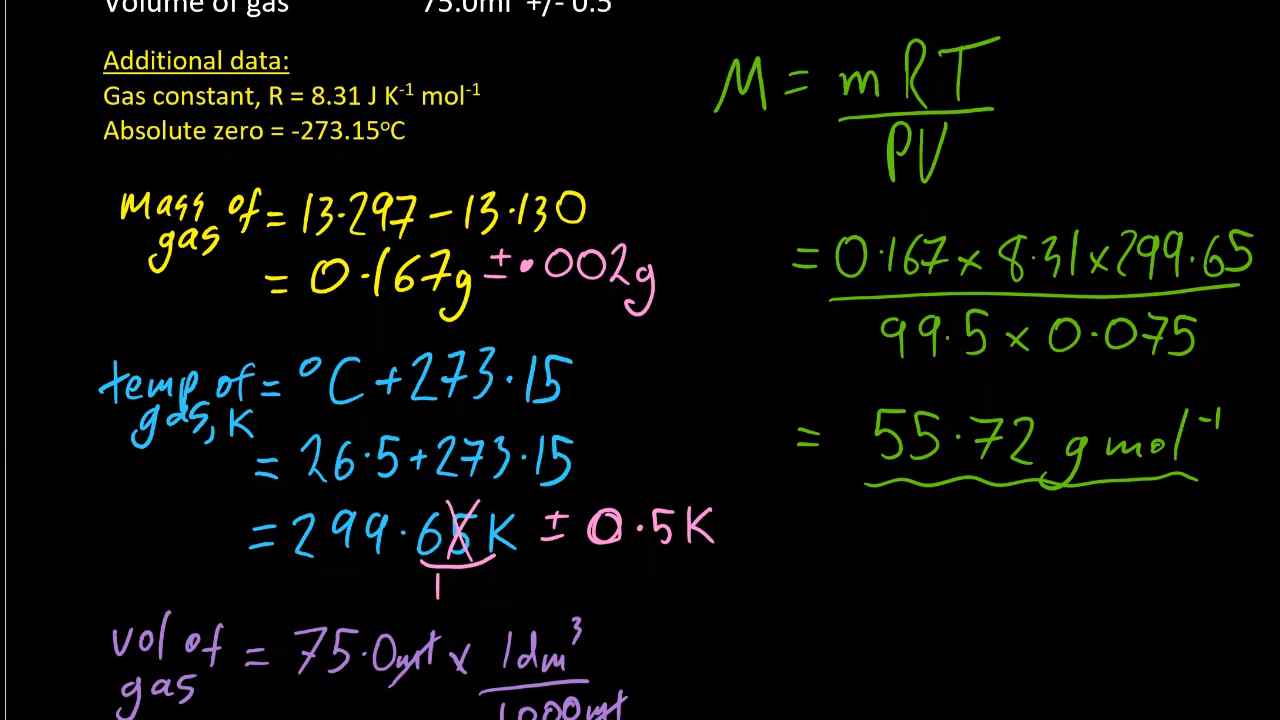 Volume of gas 75.0ml +/- 0.5
Additional data:
Gas constant, R = 8.31 J K⁻¹ mol⁻¹
Absolute zero = -273.15°C
Mass of gas = 13.297 - 13.130
= 0.167g ± .002g
temp of gas, K = °C + 273.15
= 26.5 + 273.15
= 299.65K ± 0.5K
1
vol of gas = 75.0ml × 1dm³
1000ml
M = mRT
PV
= 0.167 × 8.31 × 299.65
99.5 × 0.075
= 55.72 g mol⁻¹